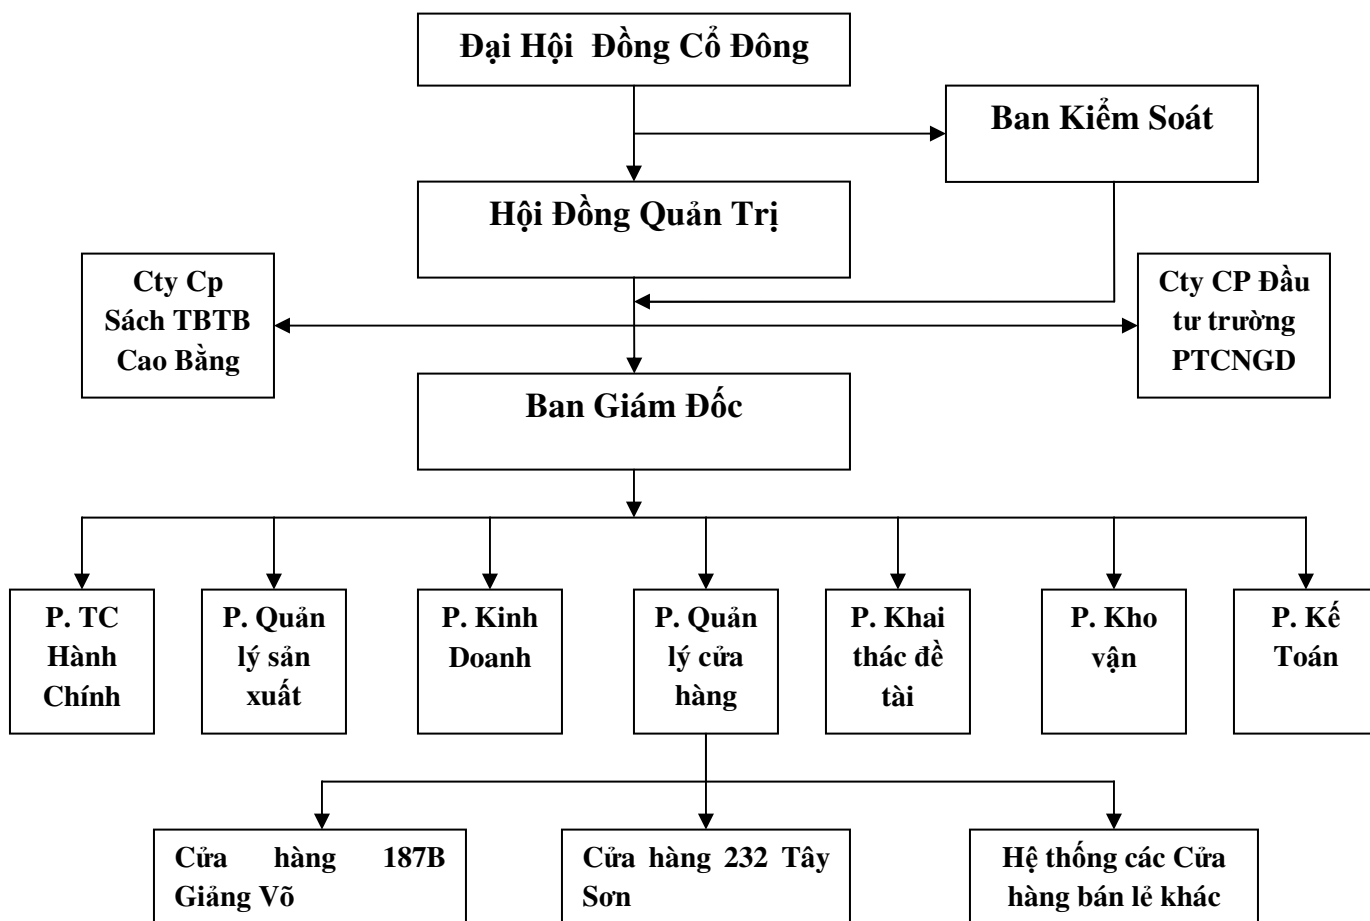 Đại Hội Đồng Cổ Đông
Ban Kiểm Soát
Hội Đồng Quản Trị
Cty Cp
Sách TBTB
Cao Bằng
Cty CP Đầu
tư trường
PTCNGD
Ban Giám Đốc
P. TC
Hành
Chính
P. Quản
lý sản
xuất
P. Kinh
Doanh
P. Quản
lý cửa
hàng
P. Khai
thác đề
tài
P. Kho
vận
P. Kế
Toán
Cửa hàng 187B
Giảng Võ
Cửa hàng 232 Tây
Sơn
Hệ thống các Cửa
hàng bán lẻ khác